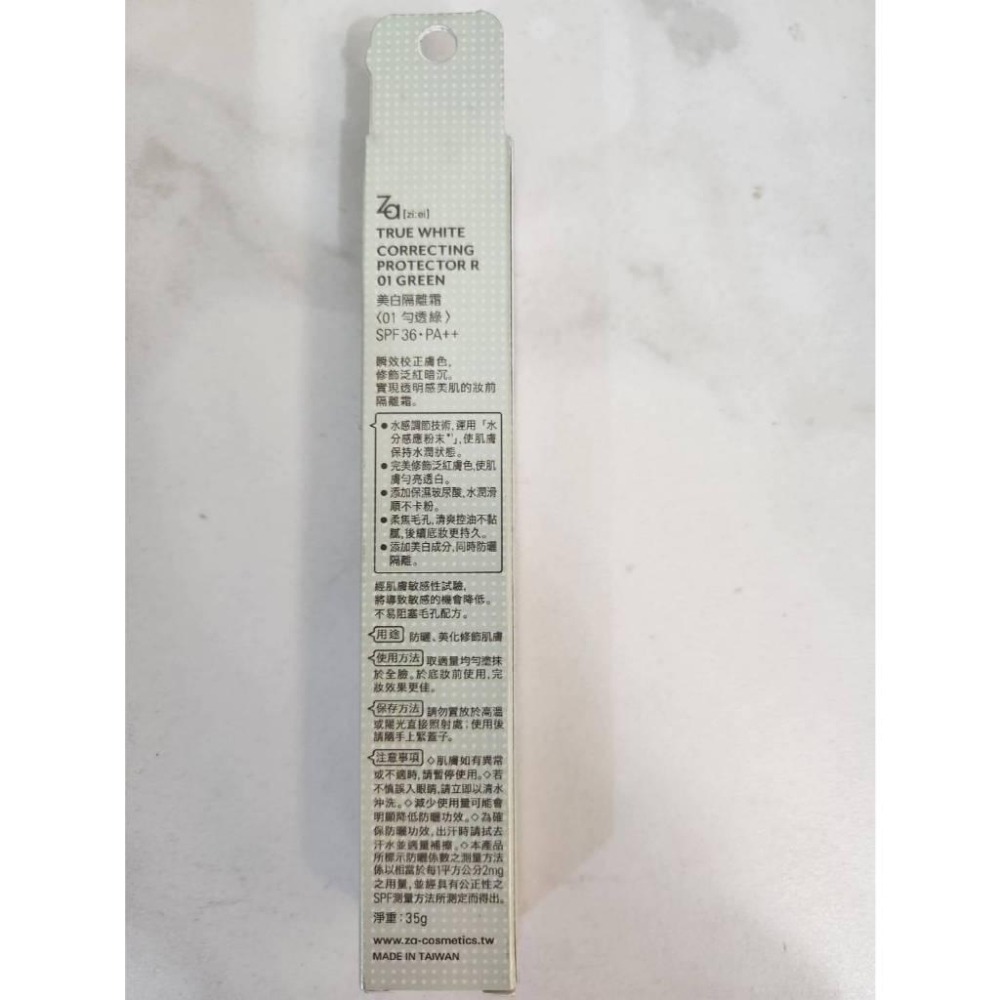 Za [zi:ei]
TRUE WHITE
CORRECTING
PROTECTOR R
01 GREEN
美白隔離霜
〈01 勻透綠〉
SPF36・PA++
瞬效校正膚色,
修飾泛紅暗沉。
實現透明感美肌的妝前
隔離霜。
●水感調節技術,運用「水
分感應粉末*¹」,使肌膚
保持水潤狀態。
●完美修飾泛紅膚色,使肌
膚勻亮透白。
●添加保濕玻尿酸,水潤滑
順不卡粉。
●柔焦毛孔,清爽控油不黏
膩,後續底妝更持久。
●添加美白成分,同時防曬
隔離。
經肌膚敏感性試驗,
將導致敏感的機會降低。
不易阻塞毛孔配方。
用途 防曬、美化修飾肌膚
使用方法 取適量均勻塗抹
於全臉。於底妝前使用,完
妝效果更佳。
保存方法 請勿置放於高溫
或陽光直接照射處;使用後
請隨手上緊蓋子。
注意事項 ◇肌膚如有異常
或不適時,請暫停使用。◇若
不慎誤入眼睛,請立即以清水
沖洗。◇減少使用量可能會
明顯降低防曬功效。◇為確
保防曬功效,出汗時請拭去
汗水並適量補擦。◇本產品
所標示防曬係數之測量方法
係以相當於每1平方公分2mg
之用量,並經具有公正性之
SPF測量方法所測定而得出。
淨重:35g
www.za-cosmetics.tw
MADE IN TAIWAN